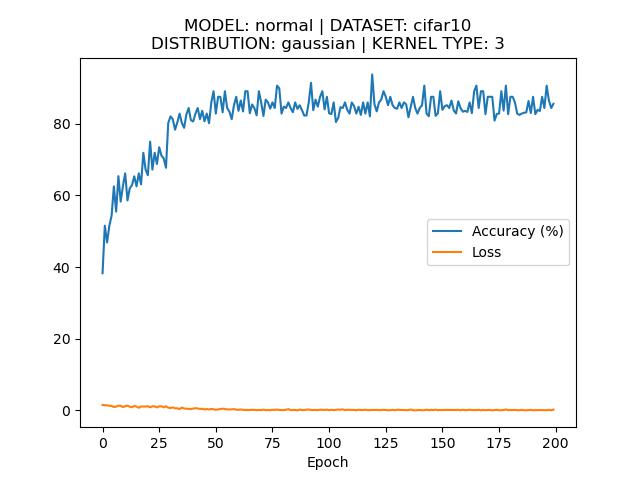 MODEL: normal | DATASET: cifar10
DISTRIBUTION: gaussian | KERNEL TYPE: 3
80
60
40
20
0
Accuracy (%)
Loss
0 25 50 75 100 125 150 175 200
Epoch